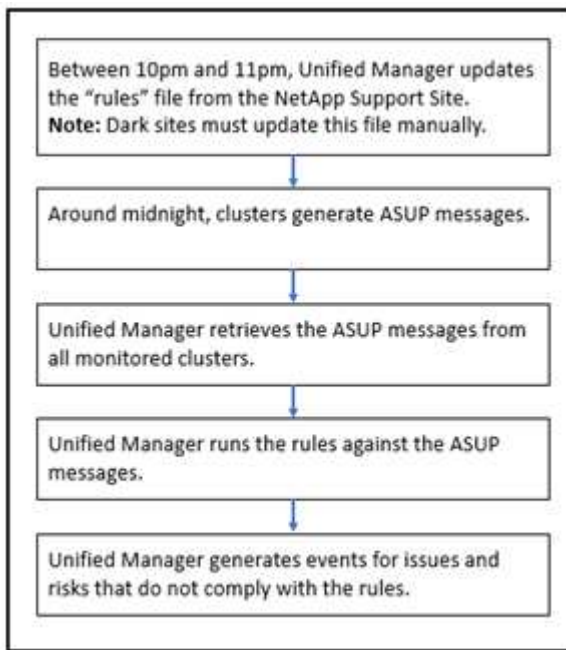 Between 10pm and 11pm, Unified Manager updates
the “rules” file from the NetApp Support Site.
Note: Dark sites must update this file manually.
Around midnight, clusters generate ASUP messages.
Unified Manager retrieves the ASUP messages from
all monitored clusters.
Unified Manager runs the rules against the ASUP
messages.
Unified Manager generates events for issues and
risks that do not comply with the rules.